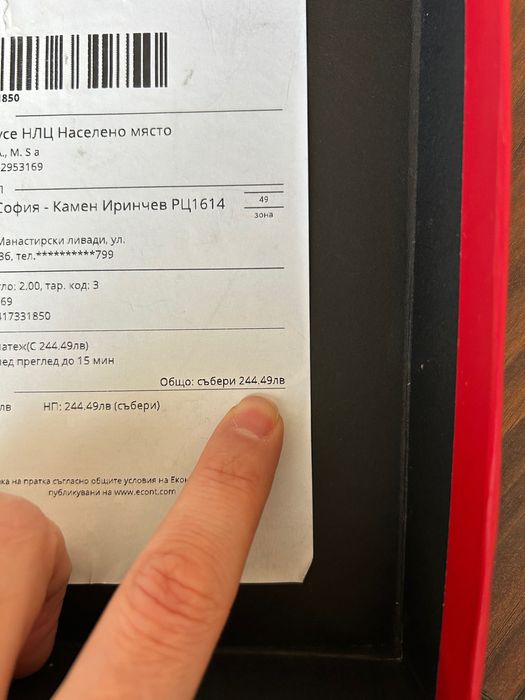 1850
усе НЛЦ Населено място
., M. S a
2953169
София - Камен Иринчев РЦ1614
49
зона
Манастирски ливади, ул.
36, тел.**********799
ло: 2.00, тар. код: 3
69
417331850
атеж(С 244.49лв)
ед преглед до 15 мин
Общо: събери 244.49лв
лв НП: 244.49лв (събери)
ка на пратка съгласно общите условия на Екон
публикувани на www.econt.com